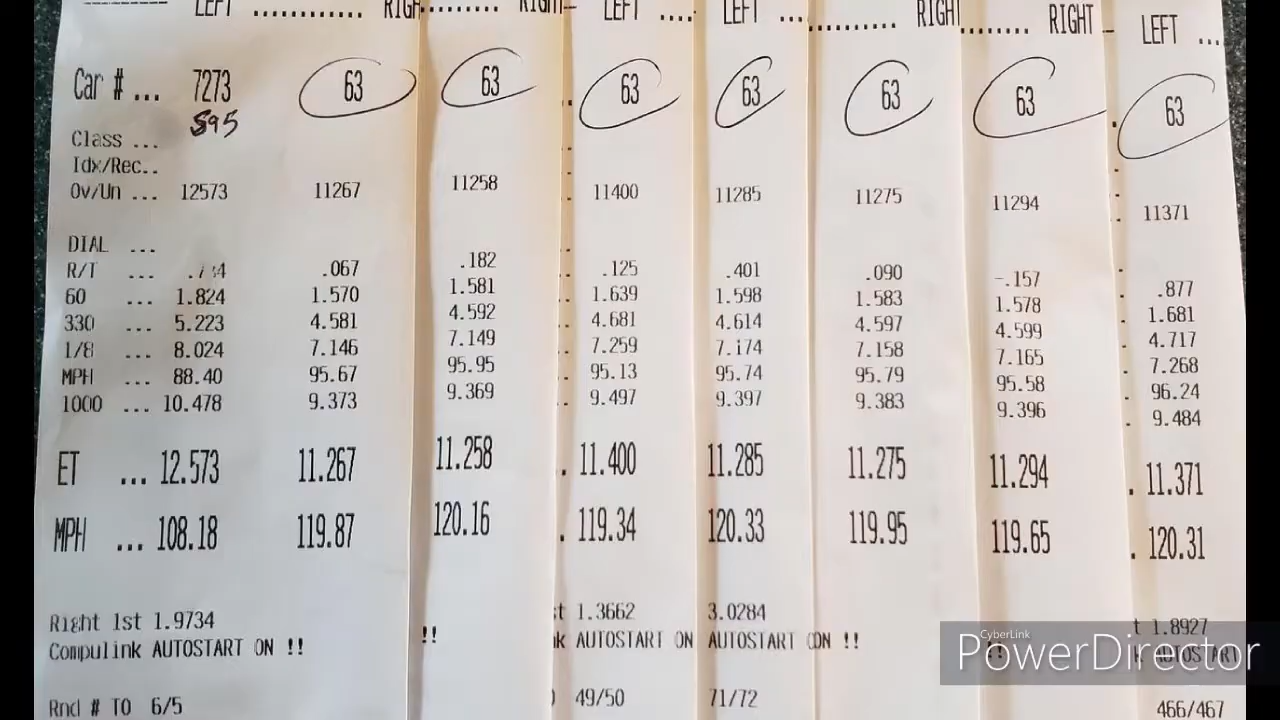 LEFT ............ RIGH ........ RIGHT LEFT .... LEFT ... .......... RIGHT ........ RIGHT LEFT ...
Car # ... 7273 63 63 63 63 63 63 63
595
Class ...
Idx/Rec..
Ov/Un ... 12573 11267 11258 11400 11285 11275 11294 11371
DIAL ...
R/T ... .067 .182 .125 .401 .090 -.157 .877
60 ... 1.824 1.570 1.581 1.639 1.598 1.583 1.578 1.681
330 ... 5.223 4.581 4.592 4.681 4.614 4.597 4.599 4.717
1/8 ... 8.024 7.146 7.149 7.259 7.174 7.158 7.165 7.268
MPH ... 88.40 95.67 95.95 95.13 95.74 95.79 95.58 96.24
1000 ... 10.478 9.373 9.369 9.497 9.397 9.383 9.396 9.484
ET ... 12.573 11.267 11.258 . 11.400 11.285 11.275 11.294 . 11.371
MPH ... 108.18 119.87 120.16 . 119.34 120.33 119.95 119.65 . 120.31
Right 1st 1.9734 t 1.3662 3.0284 t 1.8927
Compulink AUTOSTART ON !! !! k AUTOSTART ON AUTOSTART ON !! !! k AUTOSTART
Rnd # TO 6/5 49/50 71/72 466/467
CyberLink
PowerDirector